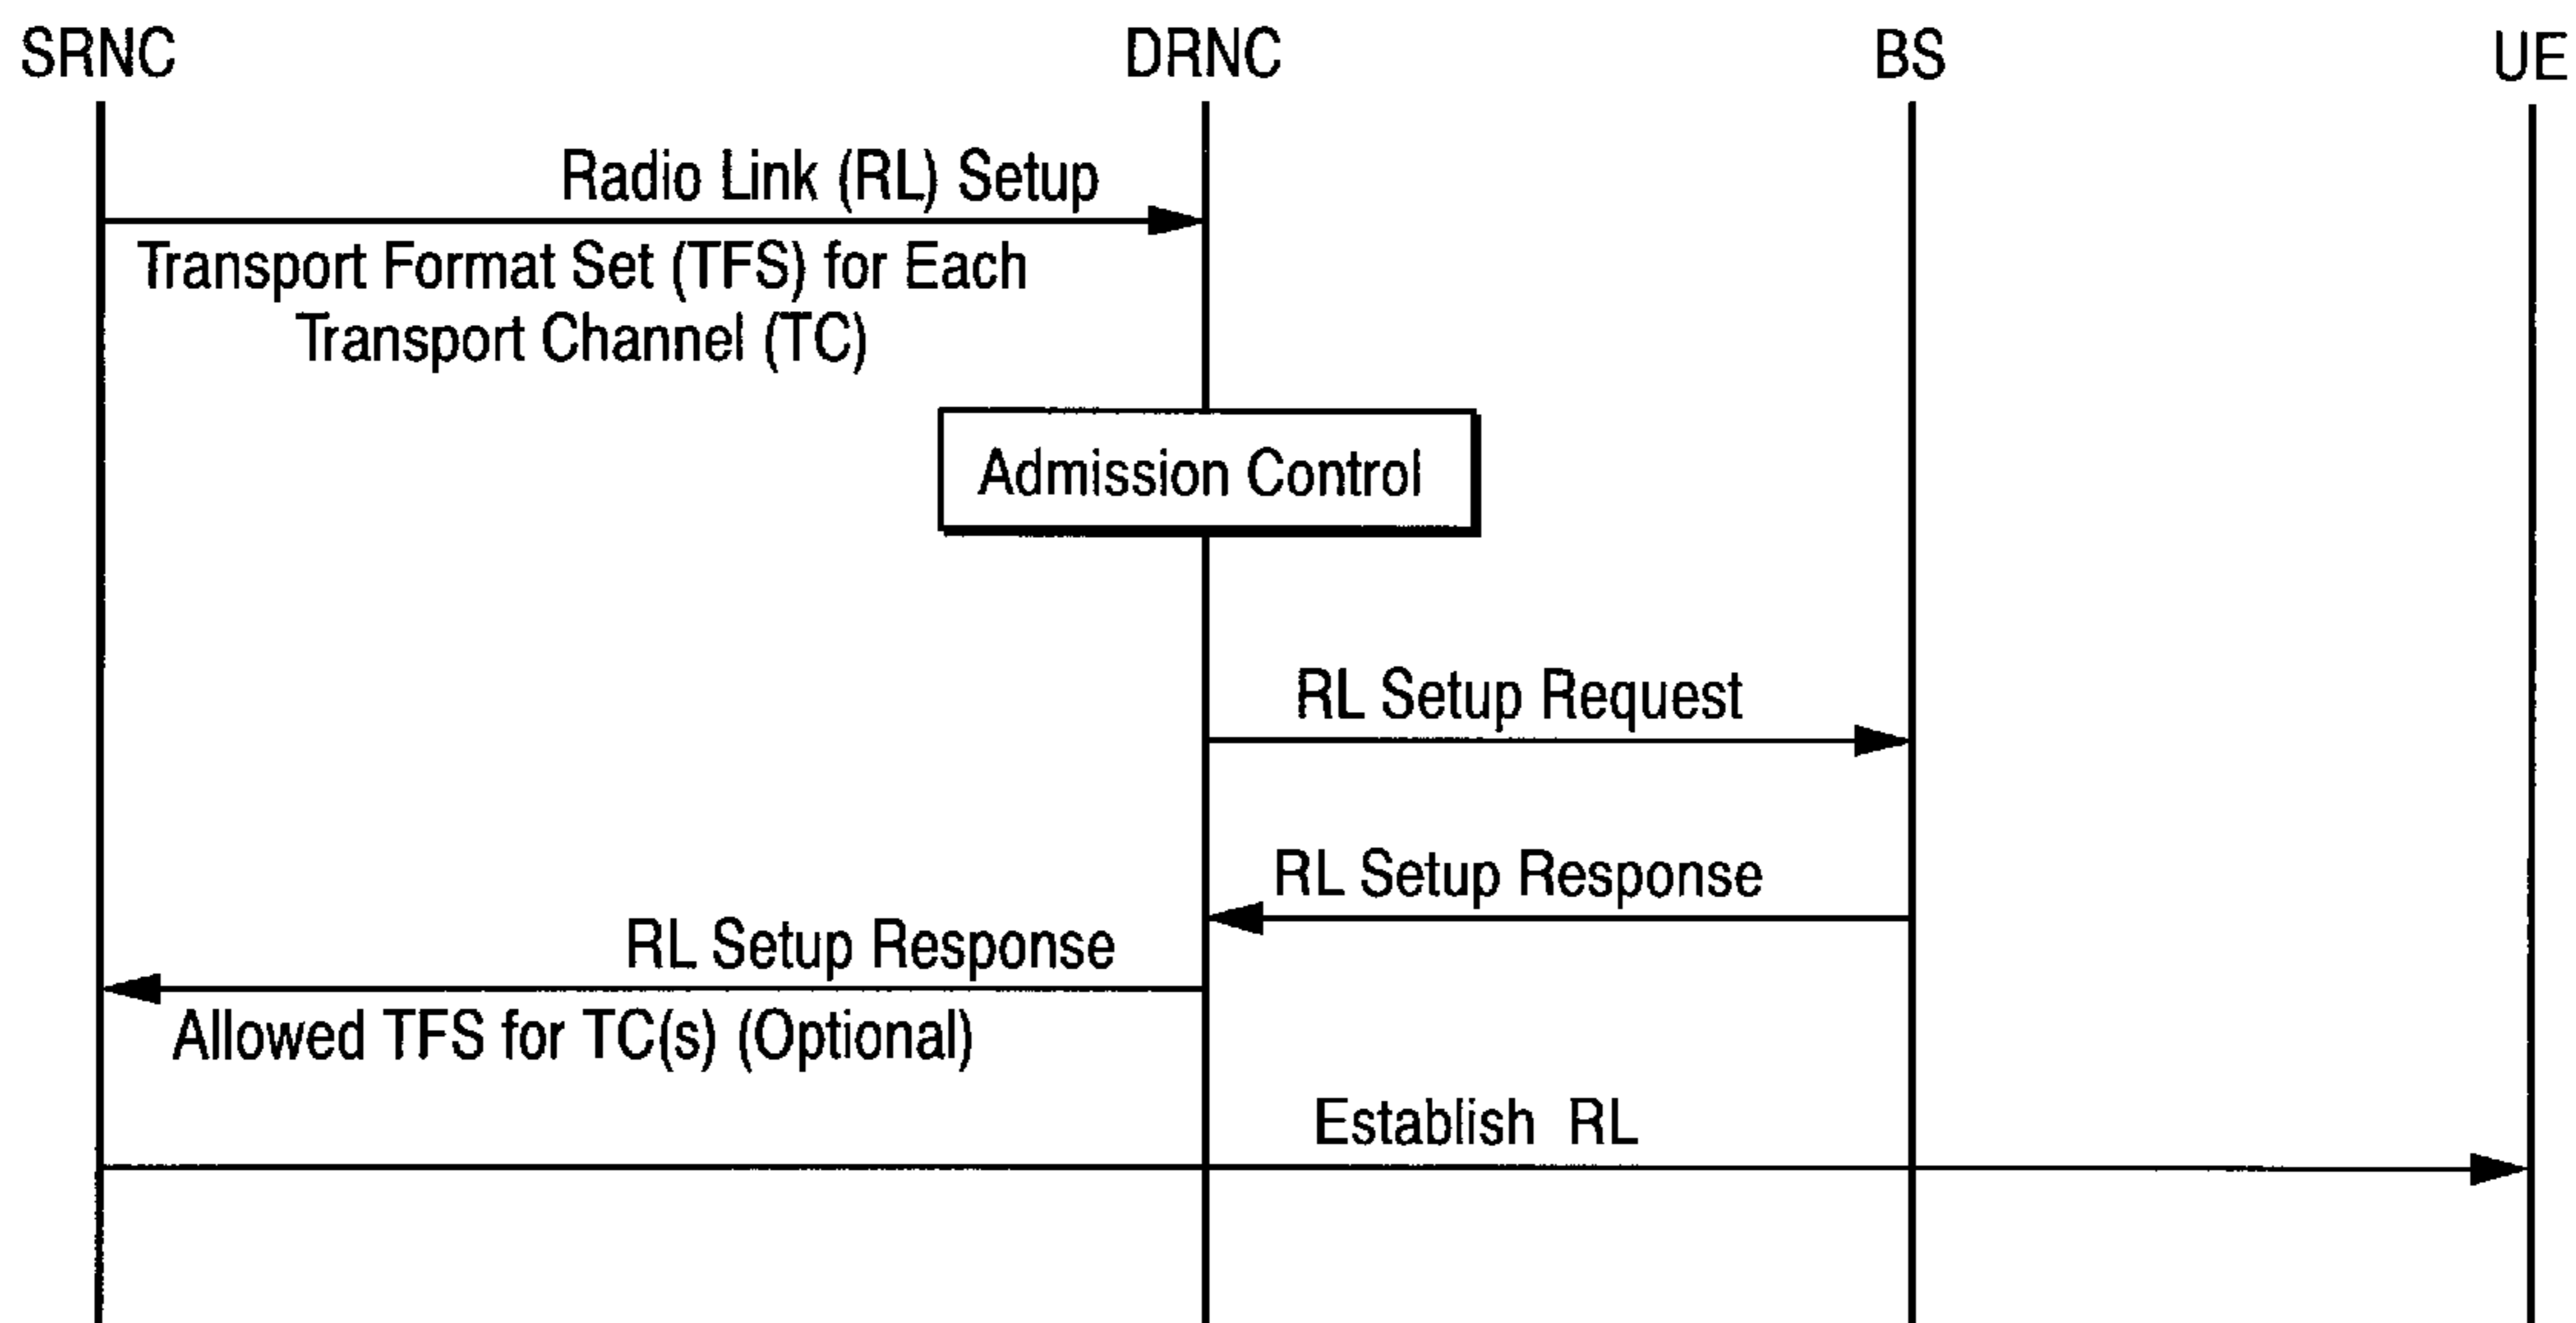 SRNC DRNC BS UE
Radio Link (RL) Setup
Transport Format Set (TFS) for Each
Transport Channel (TC)
Admission Control
RL Setup Request
RL Setup Response
RL Setup Response
Allowed TFS for TC(s) (Optional)
Establish RL